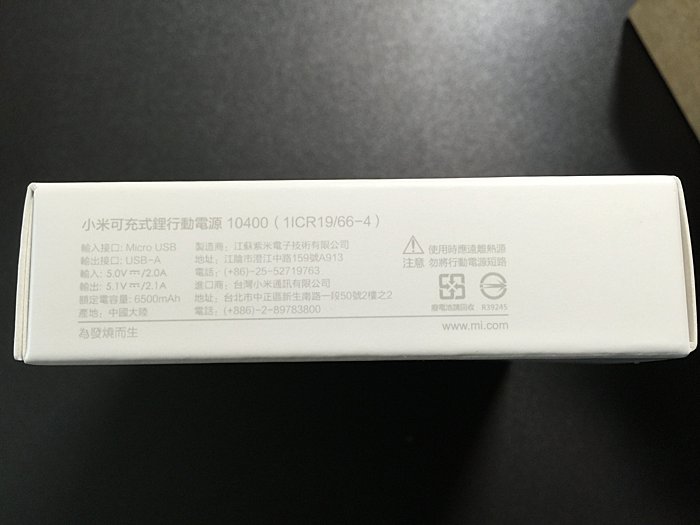 小米可充式鋰行動電源 10400（1ICR19/66-4）
輸入接口: Micro USB
輸出接口: USB-A
輸入: 5.0V⎓/2.0A
輸出: 5.1V⎓/2.1A
額定電容量: 6500mAh
產地: 中國大陸
製造商: 江蘇紫米電子技術有限公司
地址: 江陰市澄江中路159號A913
電話: (+86)-25-52719763
進口商: 台灣小米通訊有限公司
地址: 台北市中正區新生南路一段50號2樓之2
電話: (+886)-2-89783800
注意
使用時應遠離熱源
勿將行動電源短路
廢電池請回收
R39245
為發燒而生
www.mi.com